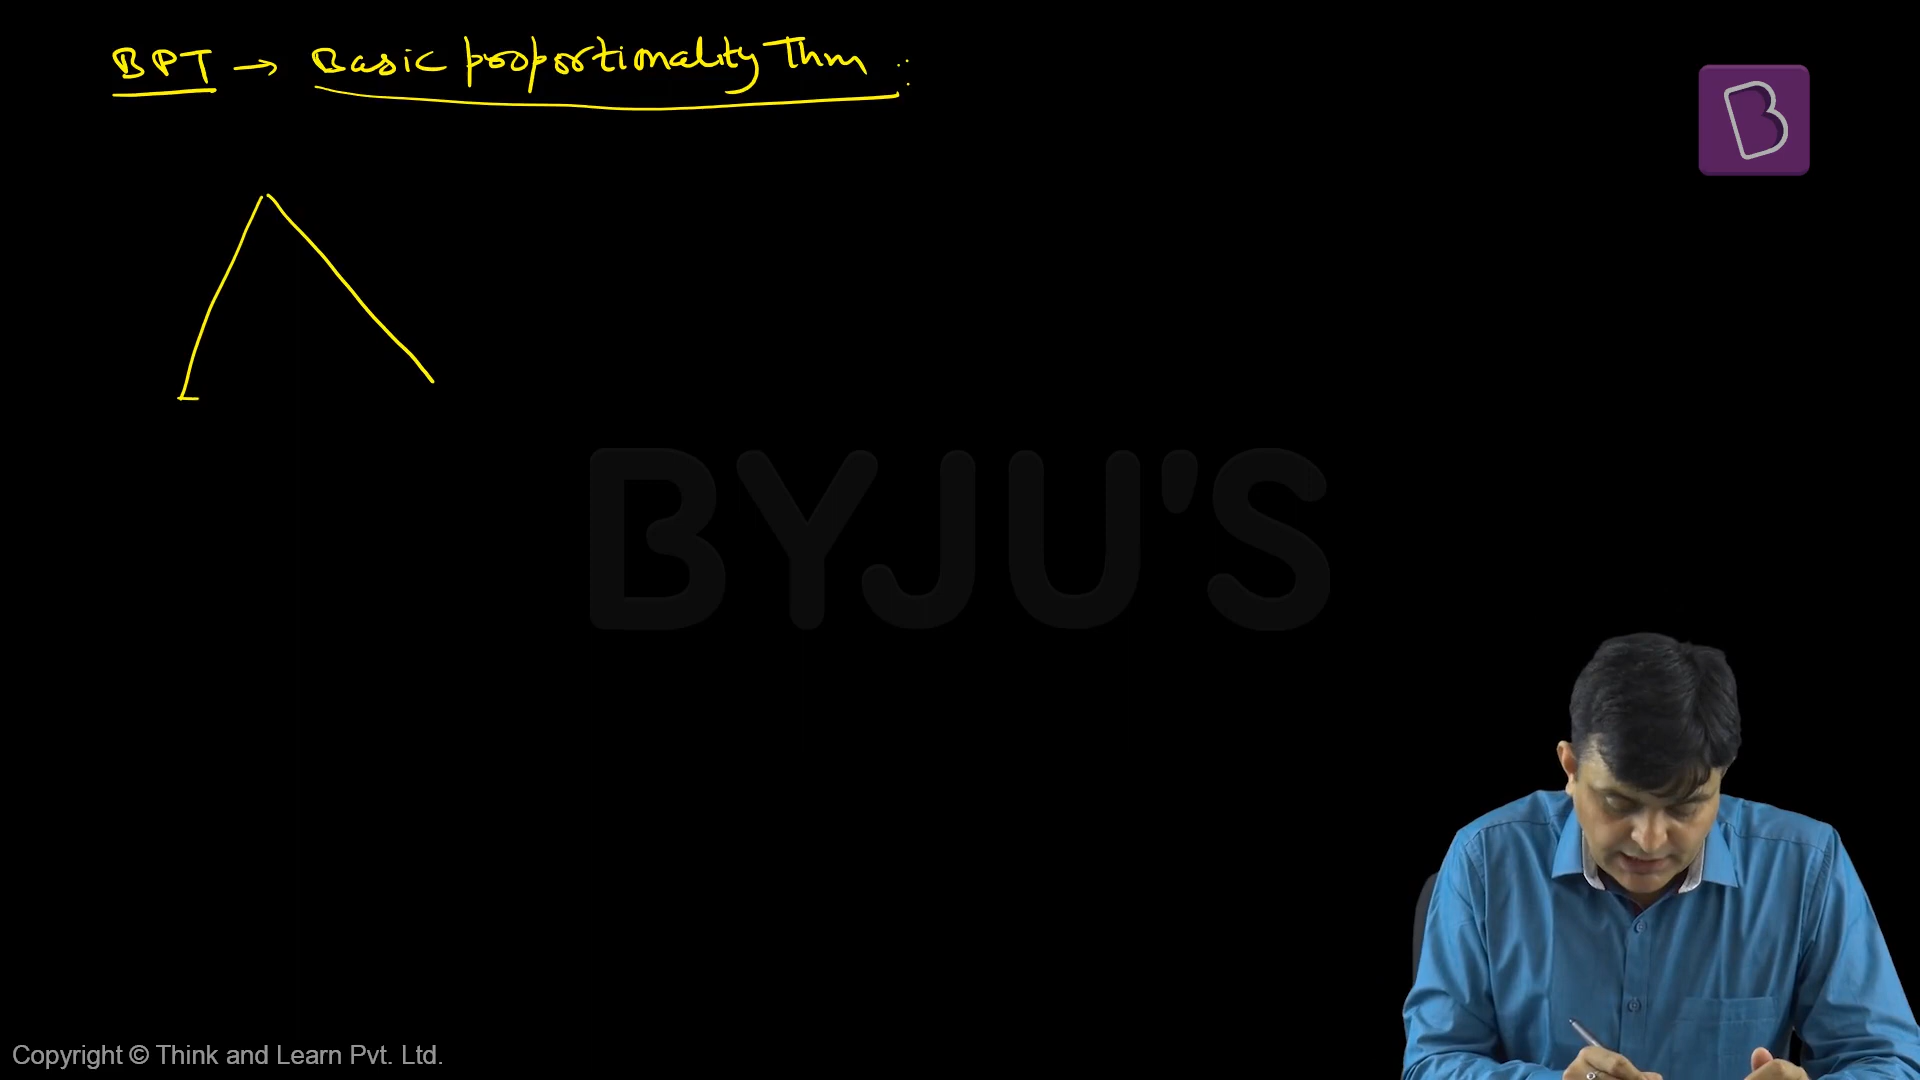 BPT → Basic proportionality Thm :
B
BYJU'S
Copyright © Think and Learn Pvt. Ltd.